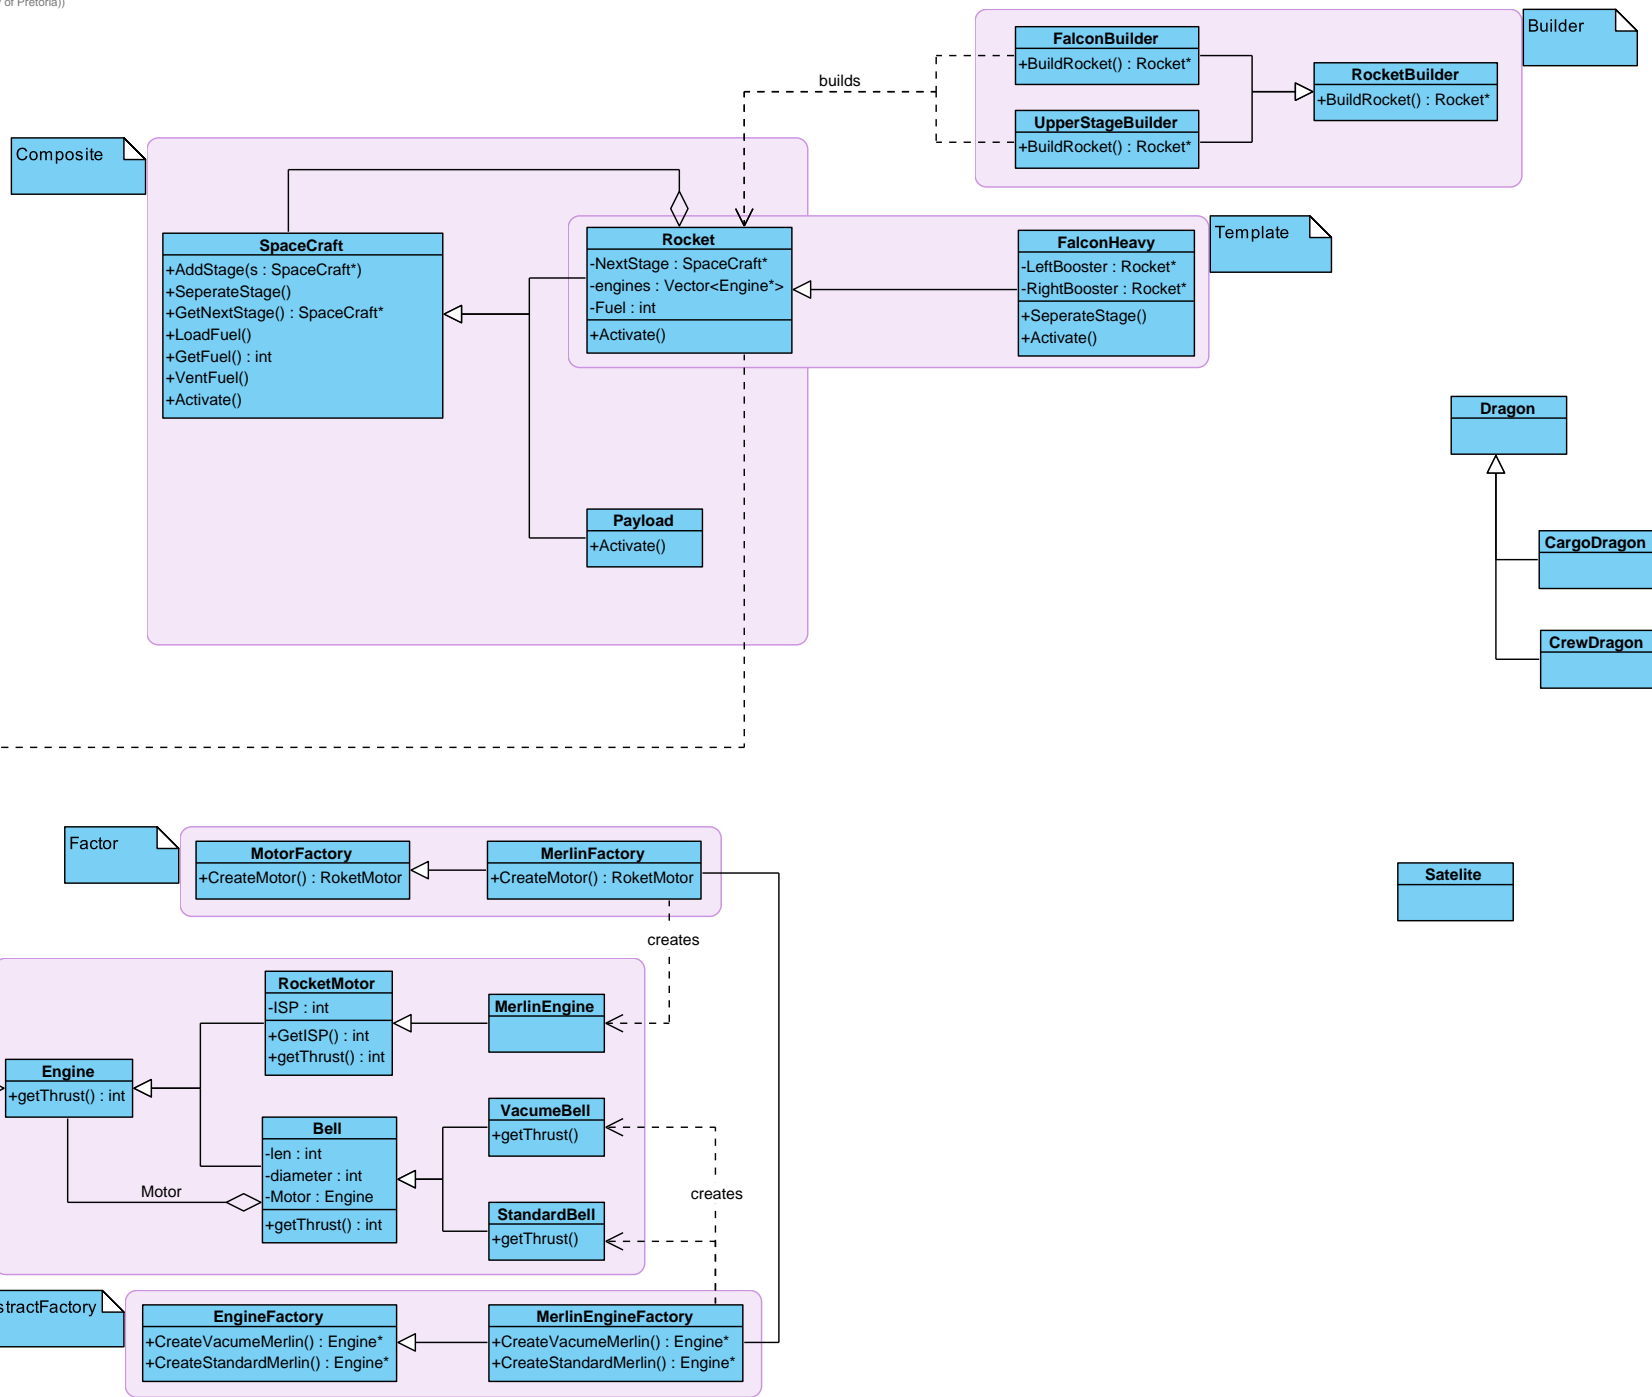 of Pretoria))
Builder
FalconBuilder
+BuildRocket() : Rocket*
RocketBuilder
+BuildRocket() : Rocket*
UpperStageBuilder
+BuildRocket() : Rocket*
builds
Composite
SpaceCraft
+AddStage(s : SpaceCraft*)
+SeperateStage()
+GetNextStage() : SpaceCraft*
+LoadFuel()
+GetFuel() : int
+VentFuel()
+Activate()
Rocket
-NextStage : SpaceCraft*
-engines : Vector<Engine*>
-Fuel : int
+Activate()
FalconHeavy
-LeftBooster : Rocket*
-RightBooster : Rocket*
+SeperateStage()
+Activate()
Template
Payload
+Activate()
Dragon
CargoDragon
CrewDragon
Factor
MotorFactory
+CreateMotor() : RoketMotor
MerlinFactory
+CreateMotor() : RoketMotor
creates
Satelite
RocketMotor
-ISP : int
+GetISP() : int
+getThrust() : int
MerlinEngine
Engine
+getThrust() : int
Bell
-len : int
-diameter : int
-Motor : Engine
+getThrust() : int
Motor
VacumeBell
+getThrust()
StandardBell
+getThrust()
creates
stractFactory
EngineFactory
+CreateVacumeMerlin() : Engine*
+CreateStandardMerlin() : Engine*
MerlinEngineFactory
+CreateVacumeMerlin() : Engine*
+CreateStandardMerlin() : Engine*